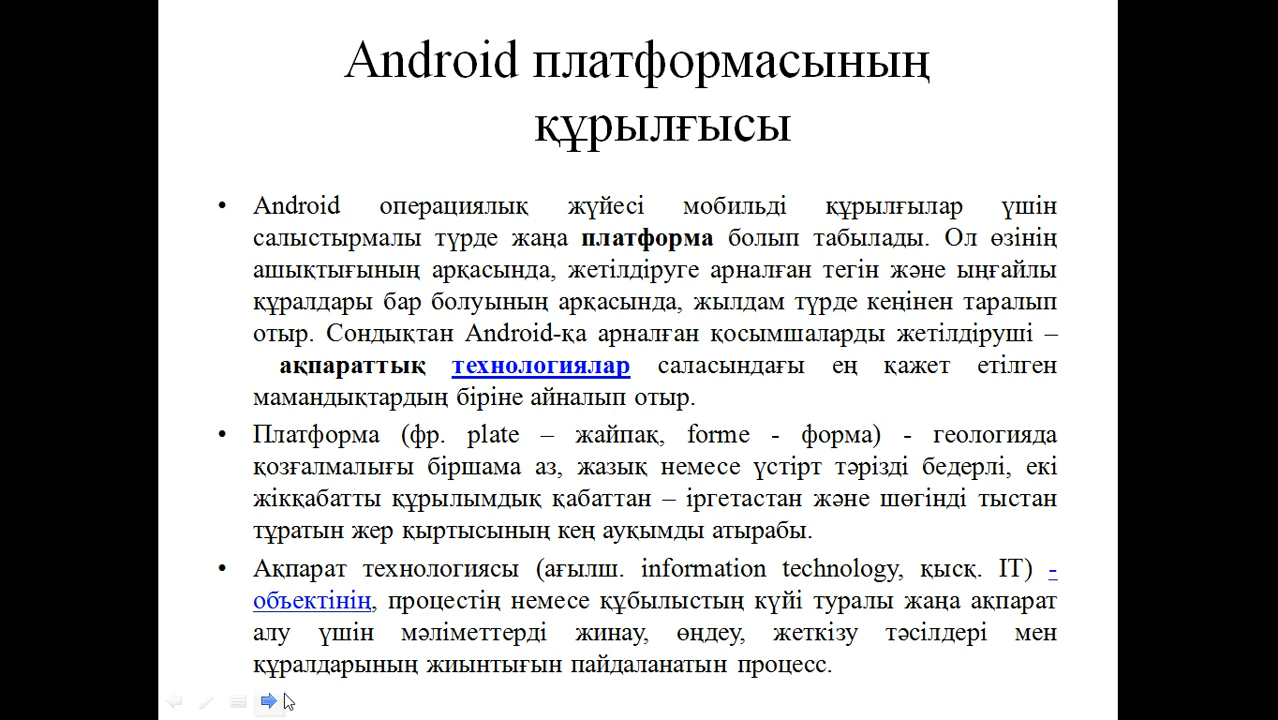 Android платформасының
құрылғысы
• Android операциялық жүйесі мобильді құрылғылар үшін
салыстырмалы түрде жаңа платформа болып табылады. Ол өзінің
ашықтығының арқасында, жетілдіруге арналған тегін және ыңғайлы
құралдары бар болуының арқасында, жылдам түрде кеңінен таралып
отыр. Сондықтан Android-қа арналған қосымшаларды жетілдіруші –
ақпараттық технологиялар саласындағы ең қажет етілген
мамандықтардың біріне айналып отыр.
• Платформа (фр. plate – жайпақ, forme - форма) - геологияда
қозғалмалығы біршама аз, жазық немесе үстірт тәрізді бедерлі, екі
жікқабатты құрылымдық қабаттан – іргетастан және шөгінді тыстан
тұратын жер қыртысының кең ауқымды атырабы.
• Ақпарат технологиясы (ағылш. information technology, қысқ. IT) -
объектінің, процестің немесе құбылыстың күйі туралы жаңа ақпарат
алу үшін мәліметтерді жинау, өңдеу, жеткізу тәсілдері мен
құралдарының жиынтығын пайдаланатын процесс.